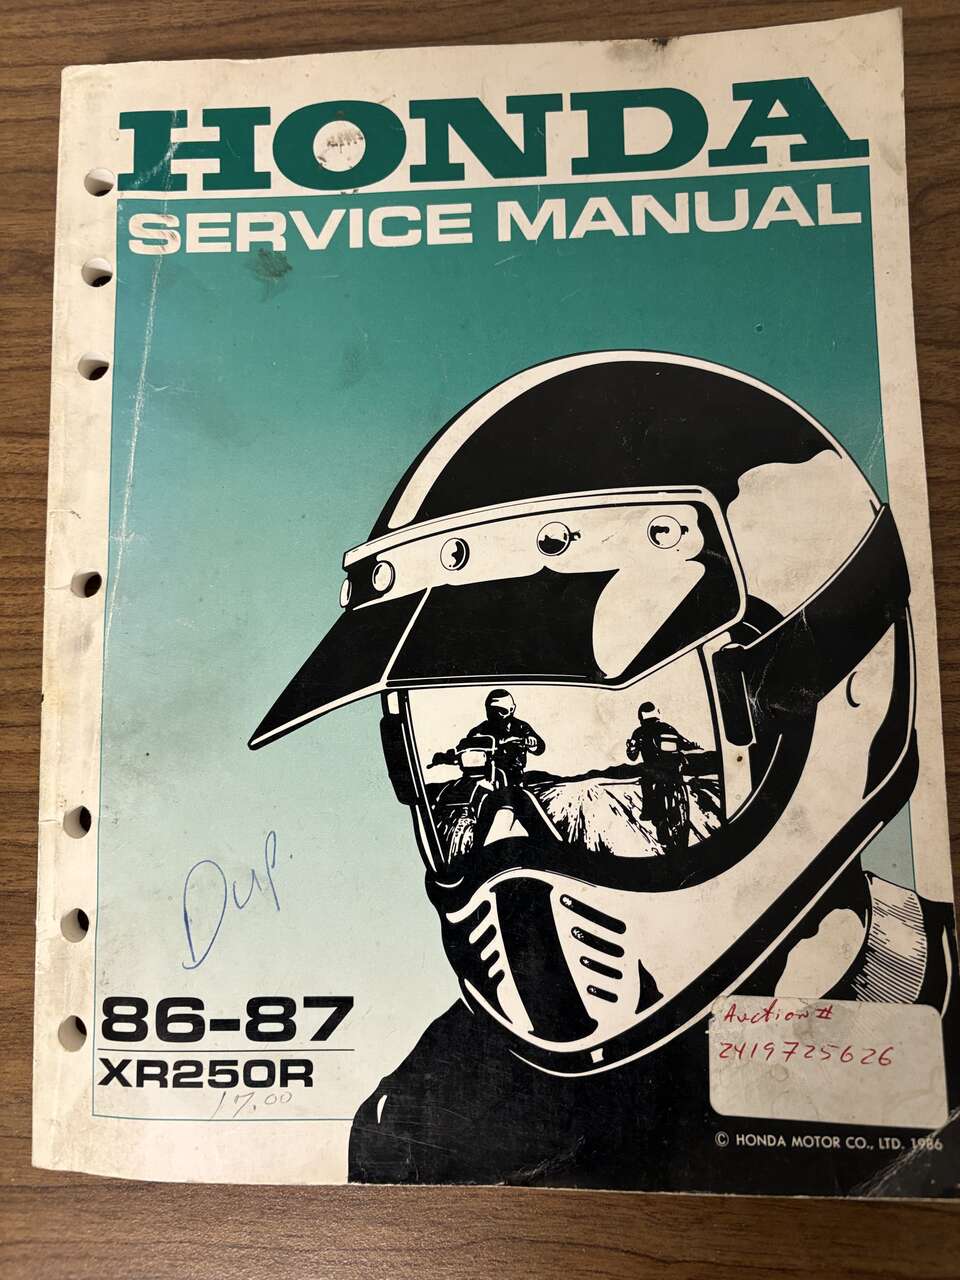 HONDA
SERVICE MANUAL
Dup.
86-87
XR250R
17.00
Auction #
2419725626
© HONDA MOTOR CO., LTD. 1986